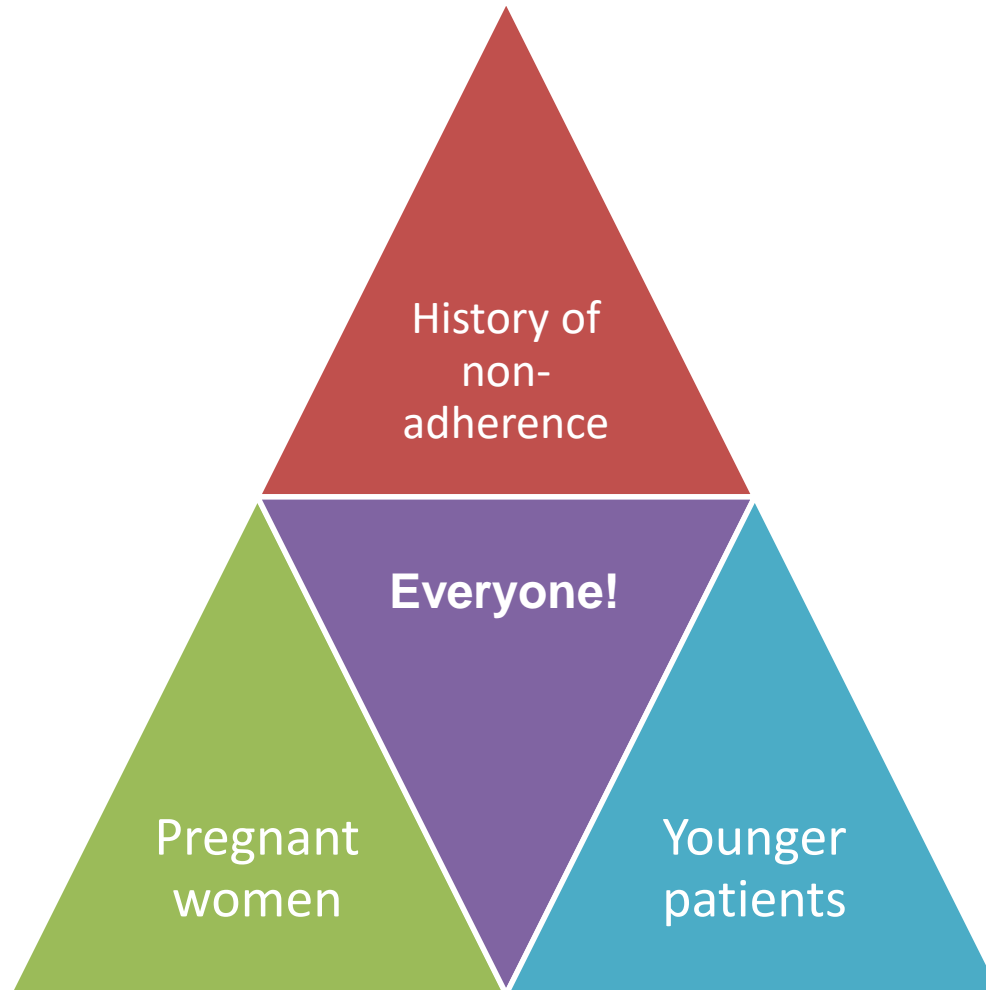 History of
non-
adherence
Everyone!
Pregnant
women
Younger
patients